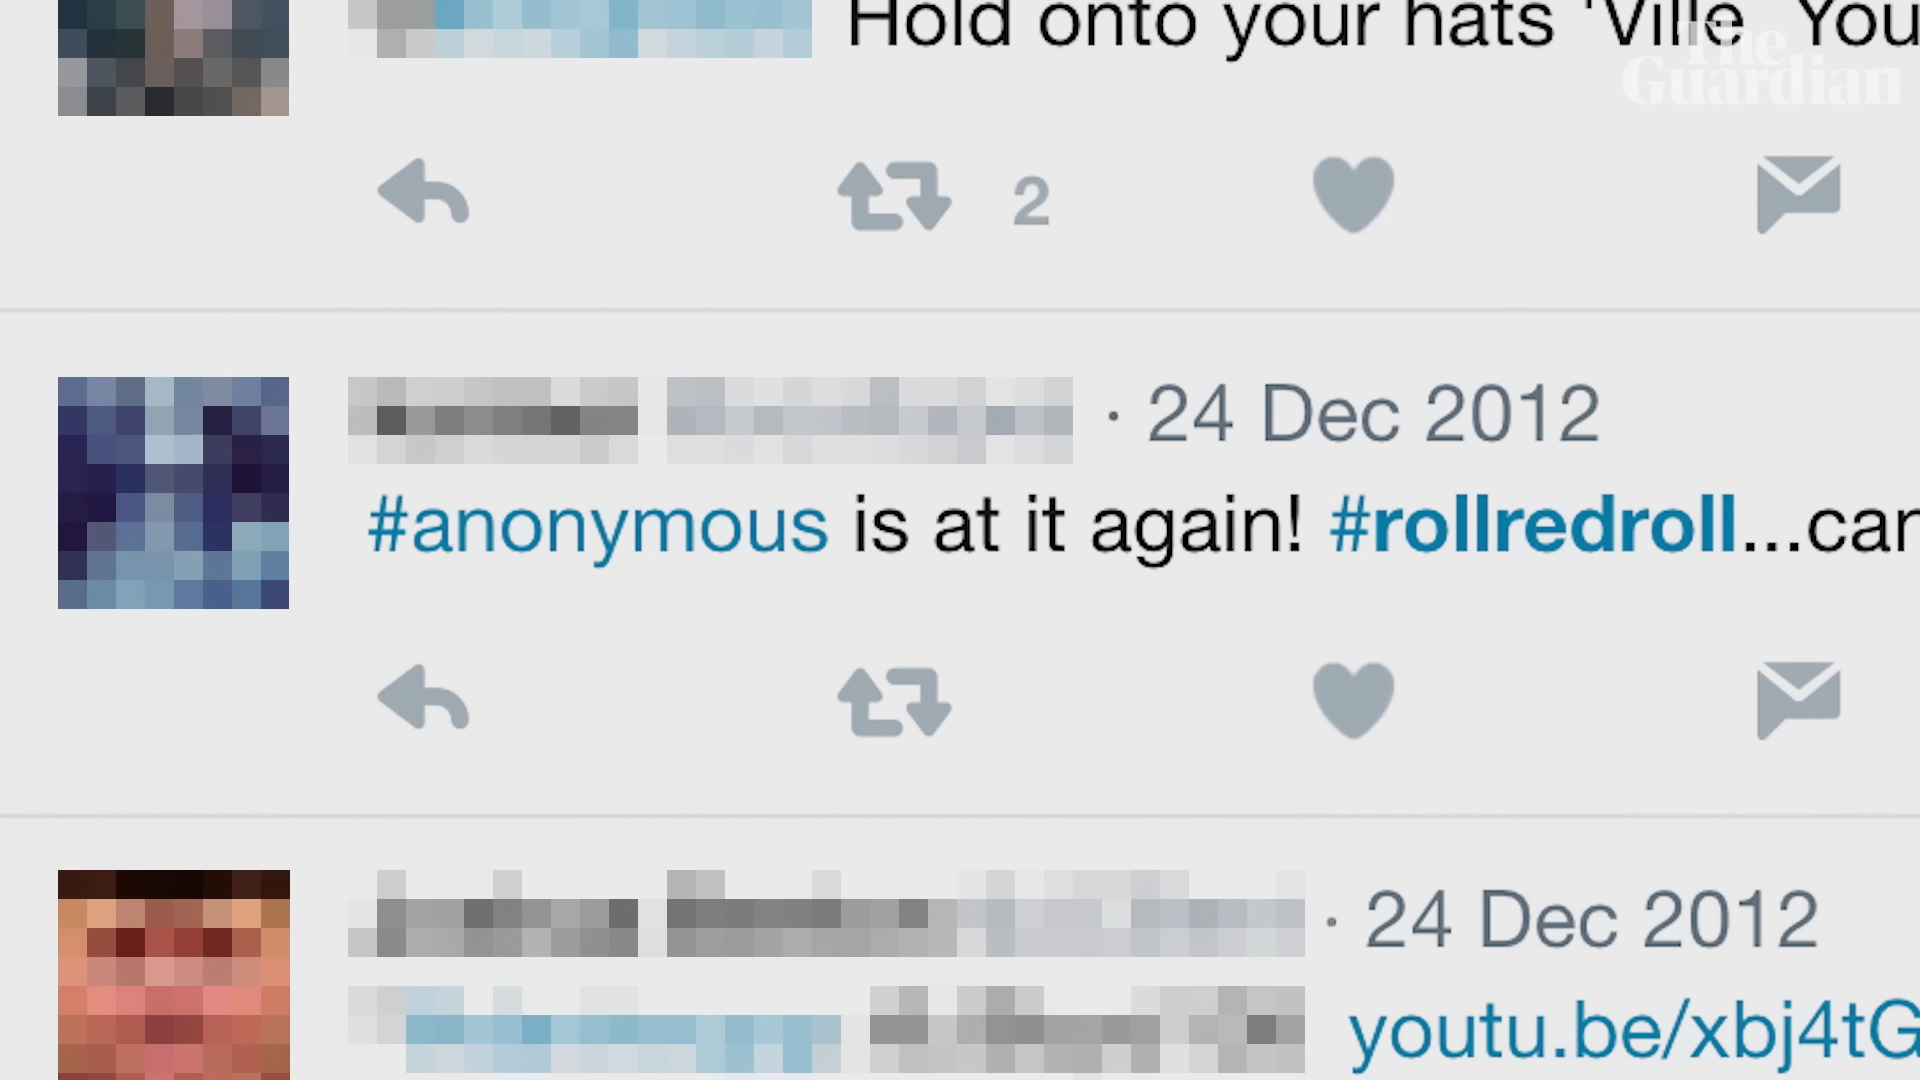 Hold onto your hats 'Ville You
The
Guardian
2
· 24 Dec 2012
#anonymous is at it again! #rollredroll...can
· 24 Dec 2012
youtu.be/xbj4tG